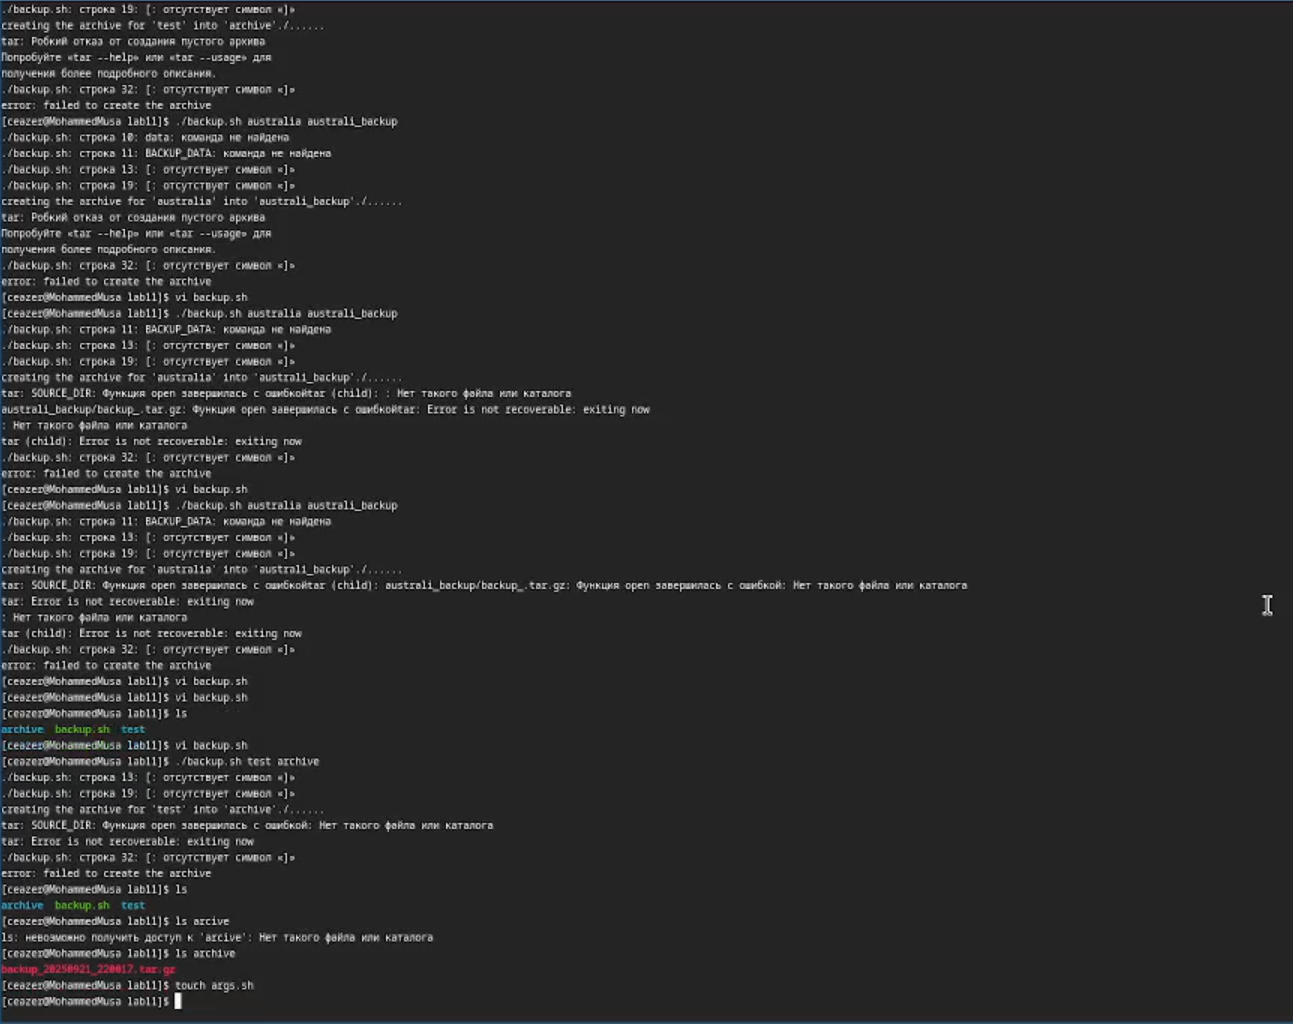 ./backup.sh: строка 19: [: отсутствует символ «]»
creating the archive for 'test' into 'archive'./......
tar: Робкий отказ от создания пустого архива
Попробуйте «tar --help» или «tar --usage» для
получения более подробного описания.
./backup.sh: строка 32: [: отсутствует символ «]»
error: failed to create the archive
[ceazer@MohammedMusa lab11]$ ./backup.sh australia australi_backup
./backup.sh: строка 10: data: команда не найдена
./backup.sh: строка 11: BACKUP_DATA: команда не найдена
./backup.sh: строка 13: [: отсутствует символ «]»
./backup.sh: строка 19: [: отсутствует символ «]»
creating the archive for 'australia' into 'australi_backup'./......
tar: Робкий отказ от создания пустого архива
Попробуйте «tar --help» или «tar --usage» для
получения более подробного описания.
./backup.sh: строка 32: [: отсутствует символ «]»
error: failed to create the archive
[ceazer@MohammedMusa lab11]$ vi backup.sh
[ceazer@MohammedMusa lab11]$ ./backup.sh australia australi_backup
./backup.sh: строка 11: BACKUP_DATA: команда не найдена
./backup.sh: строка 13: [: отсутствует символ «]»
./backup.sh: строка 19: [: отсутствует символ «]»
creating the archive for 'australia' into 'australi_backup'./......
tar: SOURCE_DIR: Функция open завершилась с ошибкойtar (child): : Нет такого файла или каталога
australi_backup/backup_.tar.gz: Функция open завершилась с ошибкойtar: Error is not recoverable: exiting now
: Нет такого файла или каталога
tar (child): Error is not recoverable: exiting now
./backup.sh: строка 32: [: отсутствует символ «]»
error: failed to create the archive
[ceazer@MohammedMusa lab11]$ vi backup.sh
[ceazer@MohammedMusa lab11]$ ./backup.sh australia australi_backup
./backup.sh: строка 11: BACKUP_DATA: команда не найдена
./backup.sh: строка 13: [: отсутствует символ «]»
./backup.sh: строка 19: [: отсутствует символ «]»
creating the archive for 'australia' into 'australi_backup'./......
tar: SOURCE_DIR: Функция open завершилась с ошибкойtar (child): australi_backup/backup_.tar.gz: Функция open завершилась с ошибкой: Нет такого файла или каталога
tar: Error is not recoverable: exiting now
: Нет такого файла или каталога
tar (child): Error is not recoverable: exiting now
./backup.sh: строка 32: [: отсутствует символ «]»
error: failed to create the archive
[ceazer@MohammedMusa lab11]$ vi backup.sh
[ceazer@MohammedMusa lab11]$ vi backup.sh
[ceazer@MohammedMusa lab11]$ ls
archive backup.sh test
[ceazer@MohammedMusa lab11]$ vi backup.sh
[ceazer@MohammedMusa lab11]$ ./backup.sh test archive
./backup.sh: строка 13: [: отсутствует символ «]»
./backup.sh: строка 19: [: отсутствует символ «]»
creating the archive for 'test' into 'archive'./......
tar: SOURCE_DIR: Функция open завершилась с ошибкой: Нет такого файла или каталога
tar: Error is not recoverable: exiting now
./backup.sh: строка 32: [: отсутствует символ «]»
error: failed to create the archive
[ceazer@MohammedMusa lab11]$ ls
archive backup.sh test
[ceazer@MohammedMusa lab11]$ ls arcive
ls: невозможно получить доступ к 'arcive': Нет такого файла или каталога
[ceazer@MohammedMusa lab11]$ ls archive
backup_20250921_220017.tar.gz
[ceazer@MohammedMusa lab11]$ touch args.sh
[ceazer@MohammedMusa lab11]$